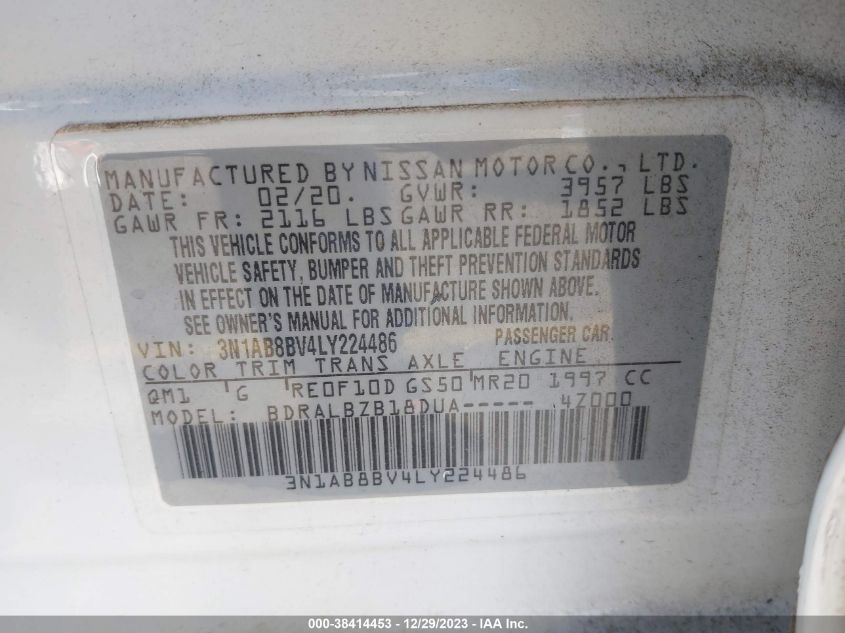 MANUFACTURED BY NISSAN MOTOR CO., LTD.
DATE: 02/20. GVWR: 3957 LBS
GAWR FR: 2116 LBS GAWR RR: 1852 LBS
THIS VEHICLE CONFORMS TO ALL APPLICABLE FEDERAL MOTOR
VEHICLE SAFETY, BUMPER AND THEFT PREVENTION STANDARDS
IN EFFECT ON THE DATE OF MANUFACTURE SHOWN ABOVE.
SEE OWNER'S MANUAL FOR ADDITIONAL INFORMATION.
VIN: 3N1AB8BV4LY224486 PASSENGER CAR.
COLOR TRIM TRANS AXLE ENGINE
QM1 G RE0F10D GS50 MR20 1997 CC
MODEL: BDRALBZB18DUA----- 4Z000
3N1AB8BV4LY224486
000-38414453 - 12/29/2023 - IAA Inc.